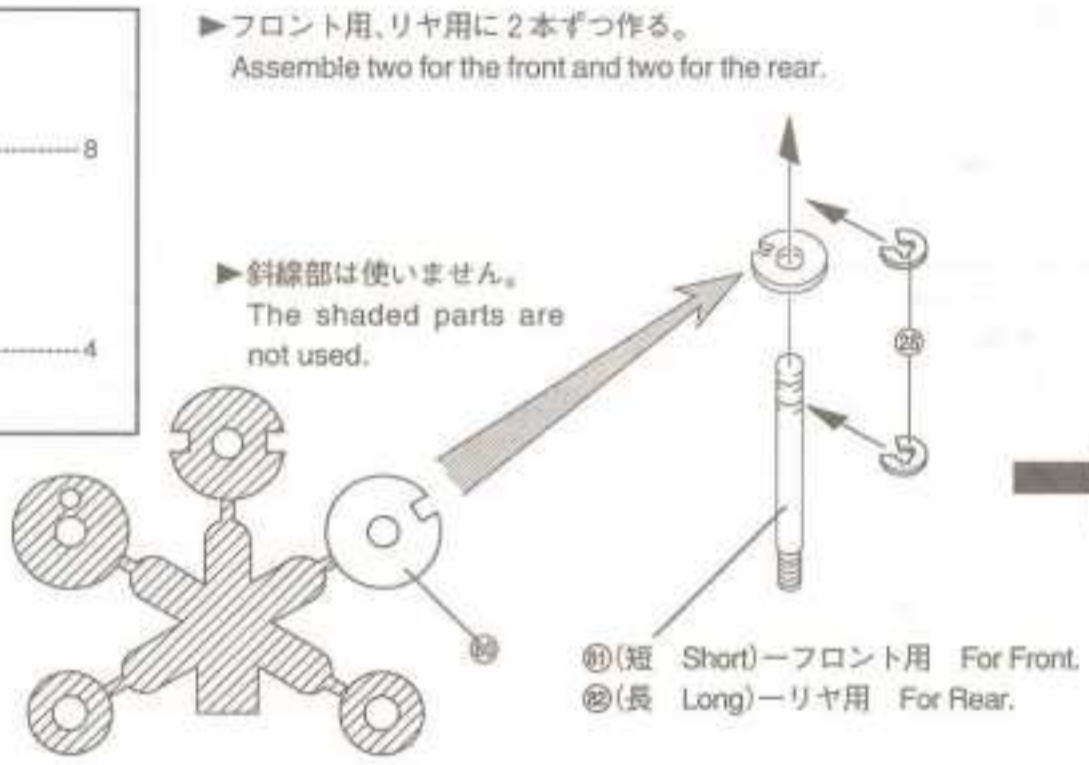 ▶フロント用、リヤ用に2本ずつ作る。
Assemble two for the front and two for the rear.
8
▶斜線部は使いません。
The shaded parts are
not used.
4
㊶(短 Short)ーフロント用 For Front.
(長 Long)ーリヤ用 For Rear.